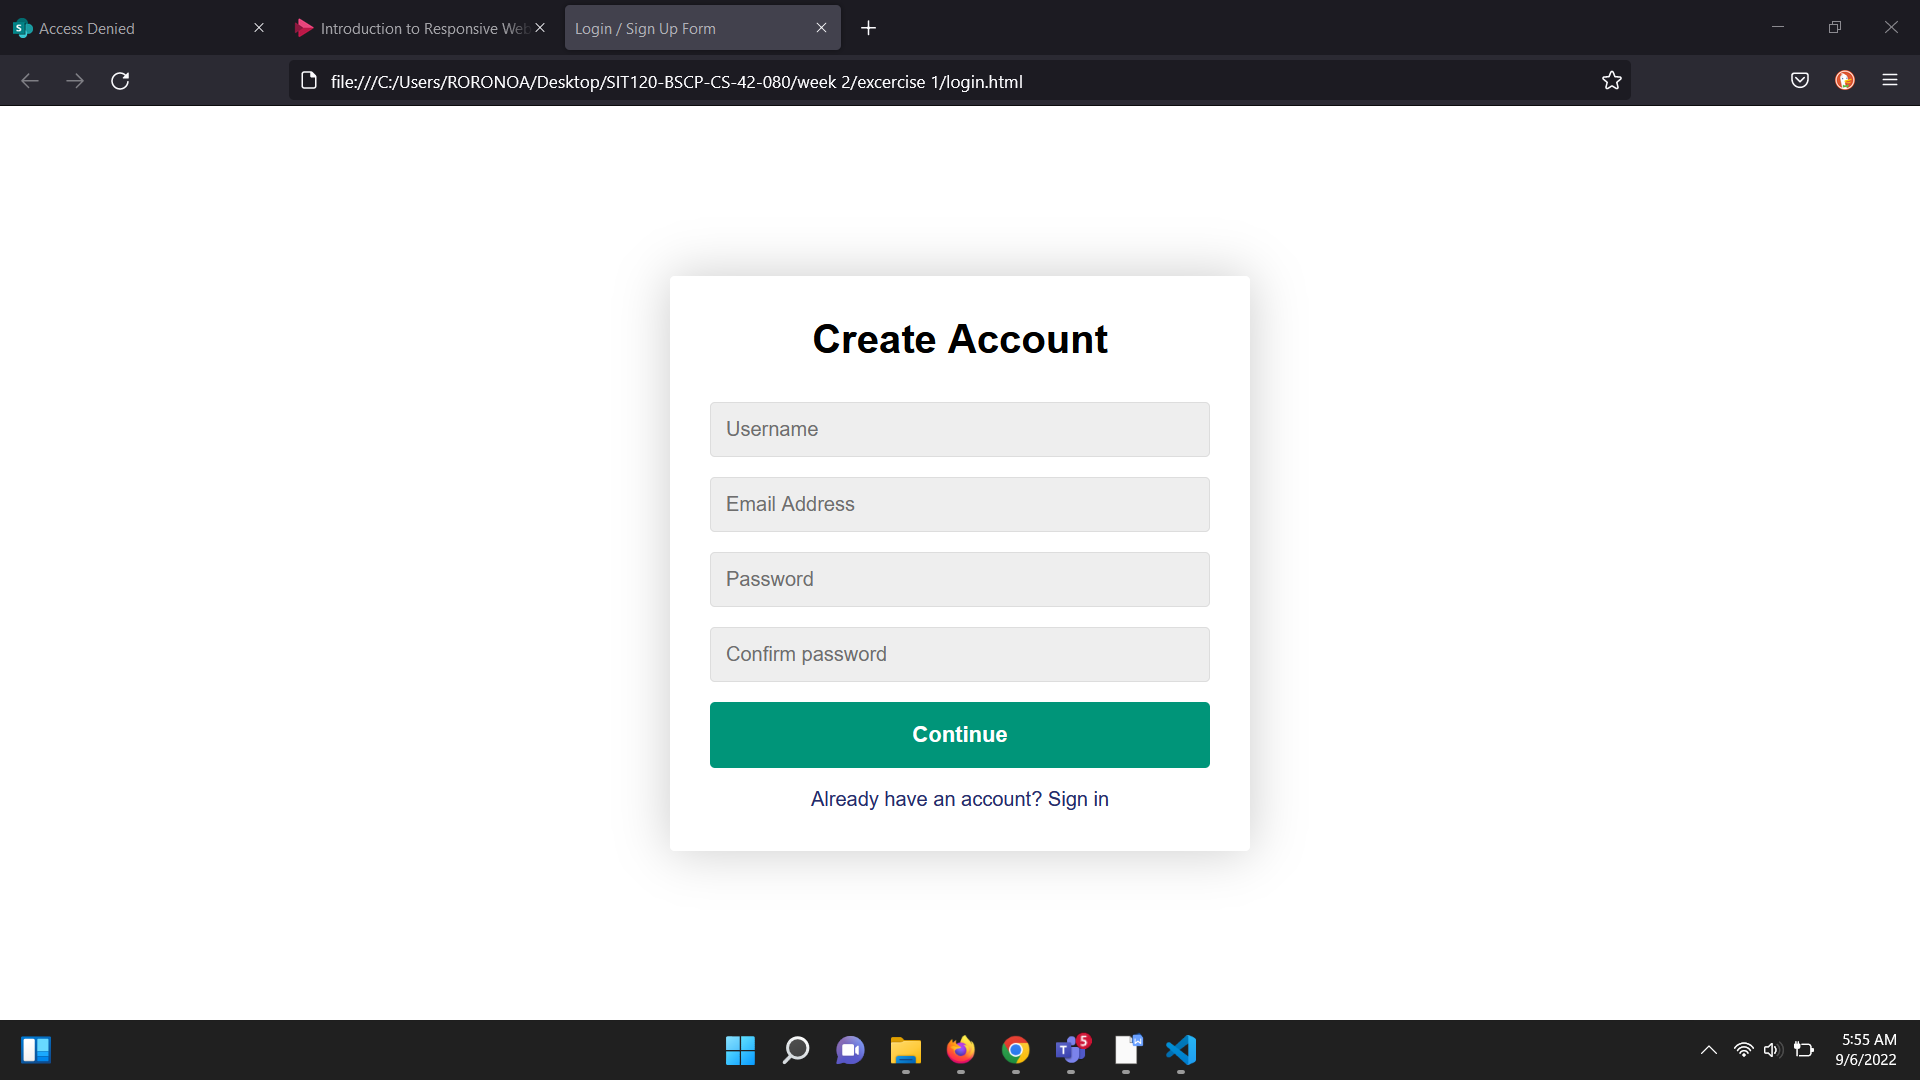 Access Denied
Introduction to Responsive Web
Login / Sign Up Form
file:///C:/Users/RORONOA/Desktop/SIT120-BSCP-CS-42-080/week 2/excercise 1/login.html
Create Account
Username
Email Address
Password
Confirm password
Continue
Already have an account? Sign in
5
5:55 AM
9/6/2022